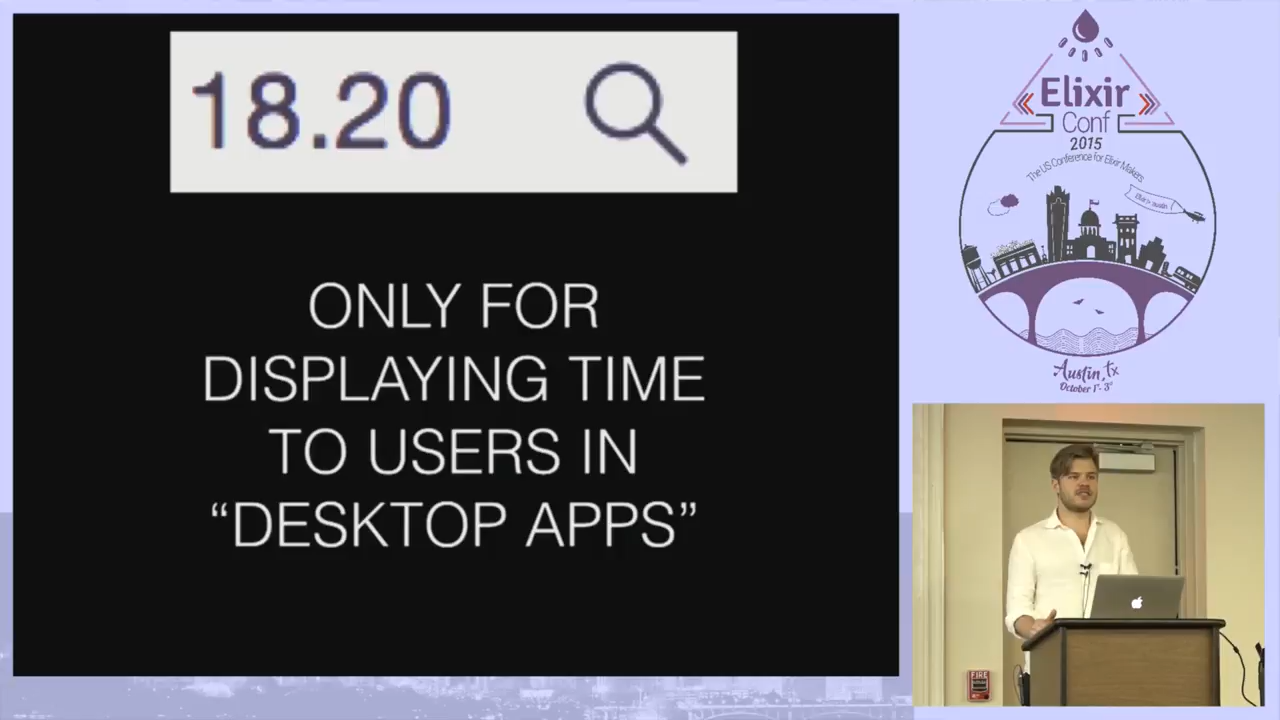 18.20
ONLY FOR
DISPLAYING TIME
TO USERS IN
“DESKTOP APPS”
Elixir
Conf
2015
The US Conference for Elixir Makers
Austin, tx
October 1st - 3rd
FIRE